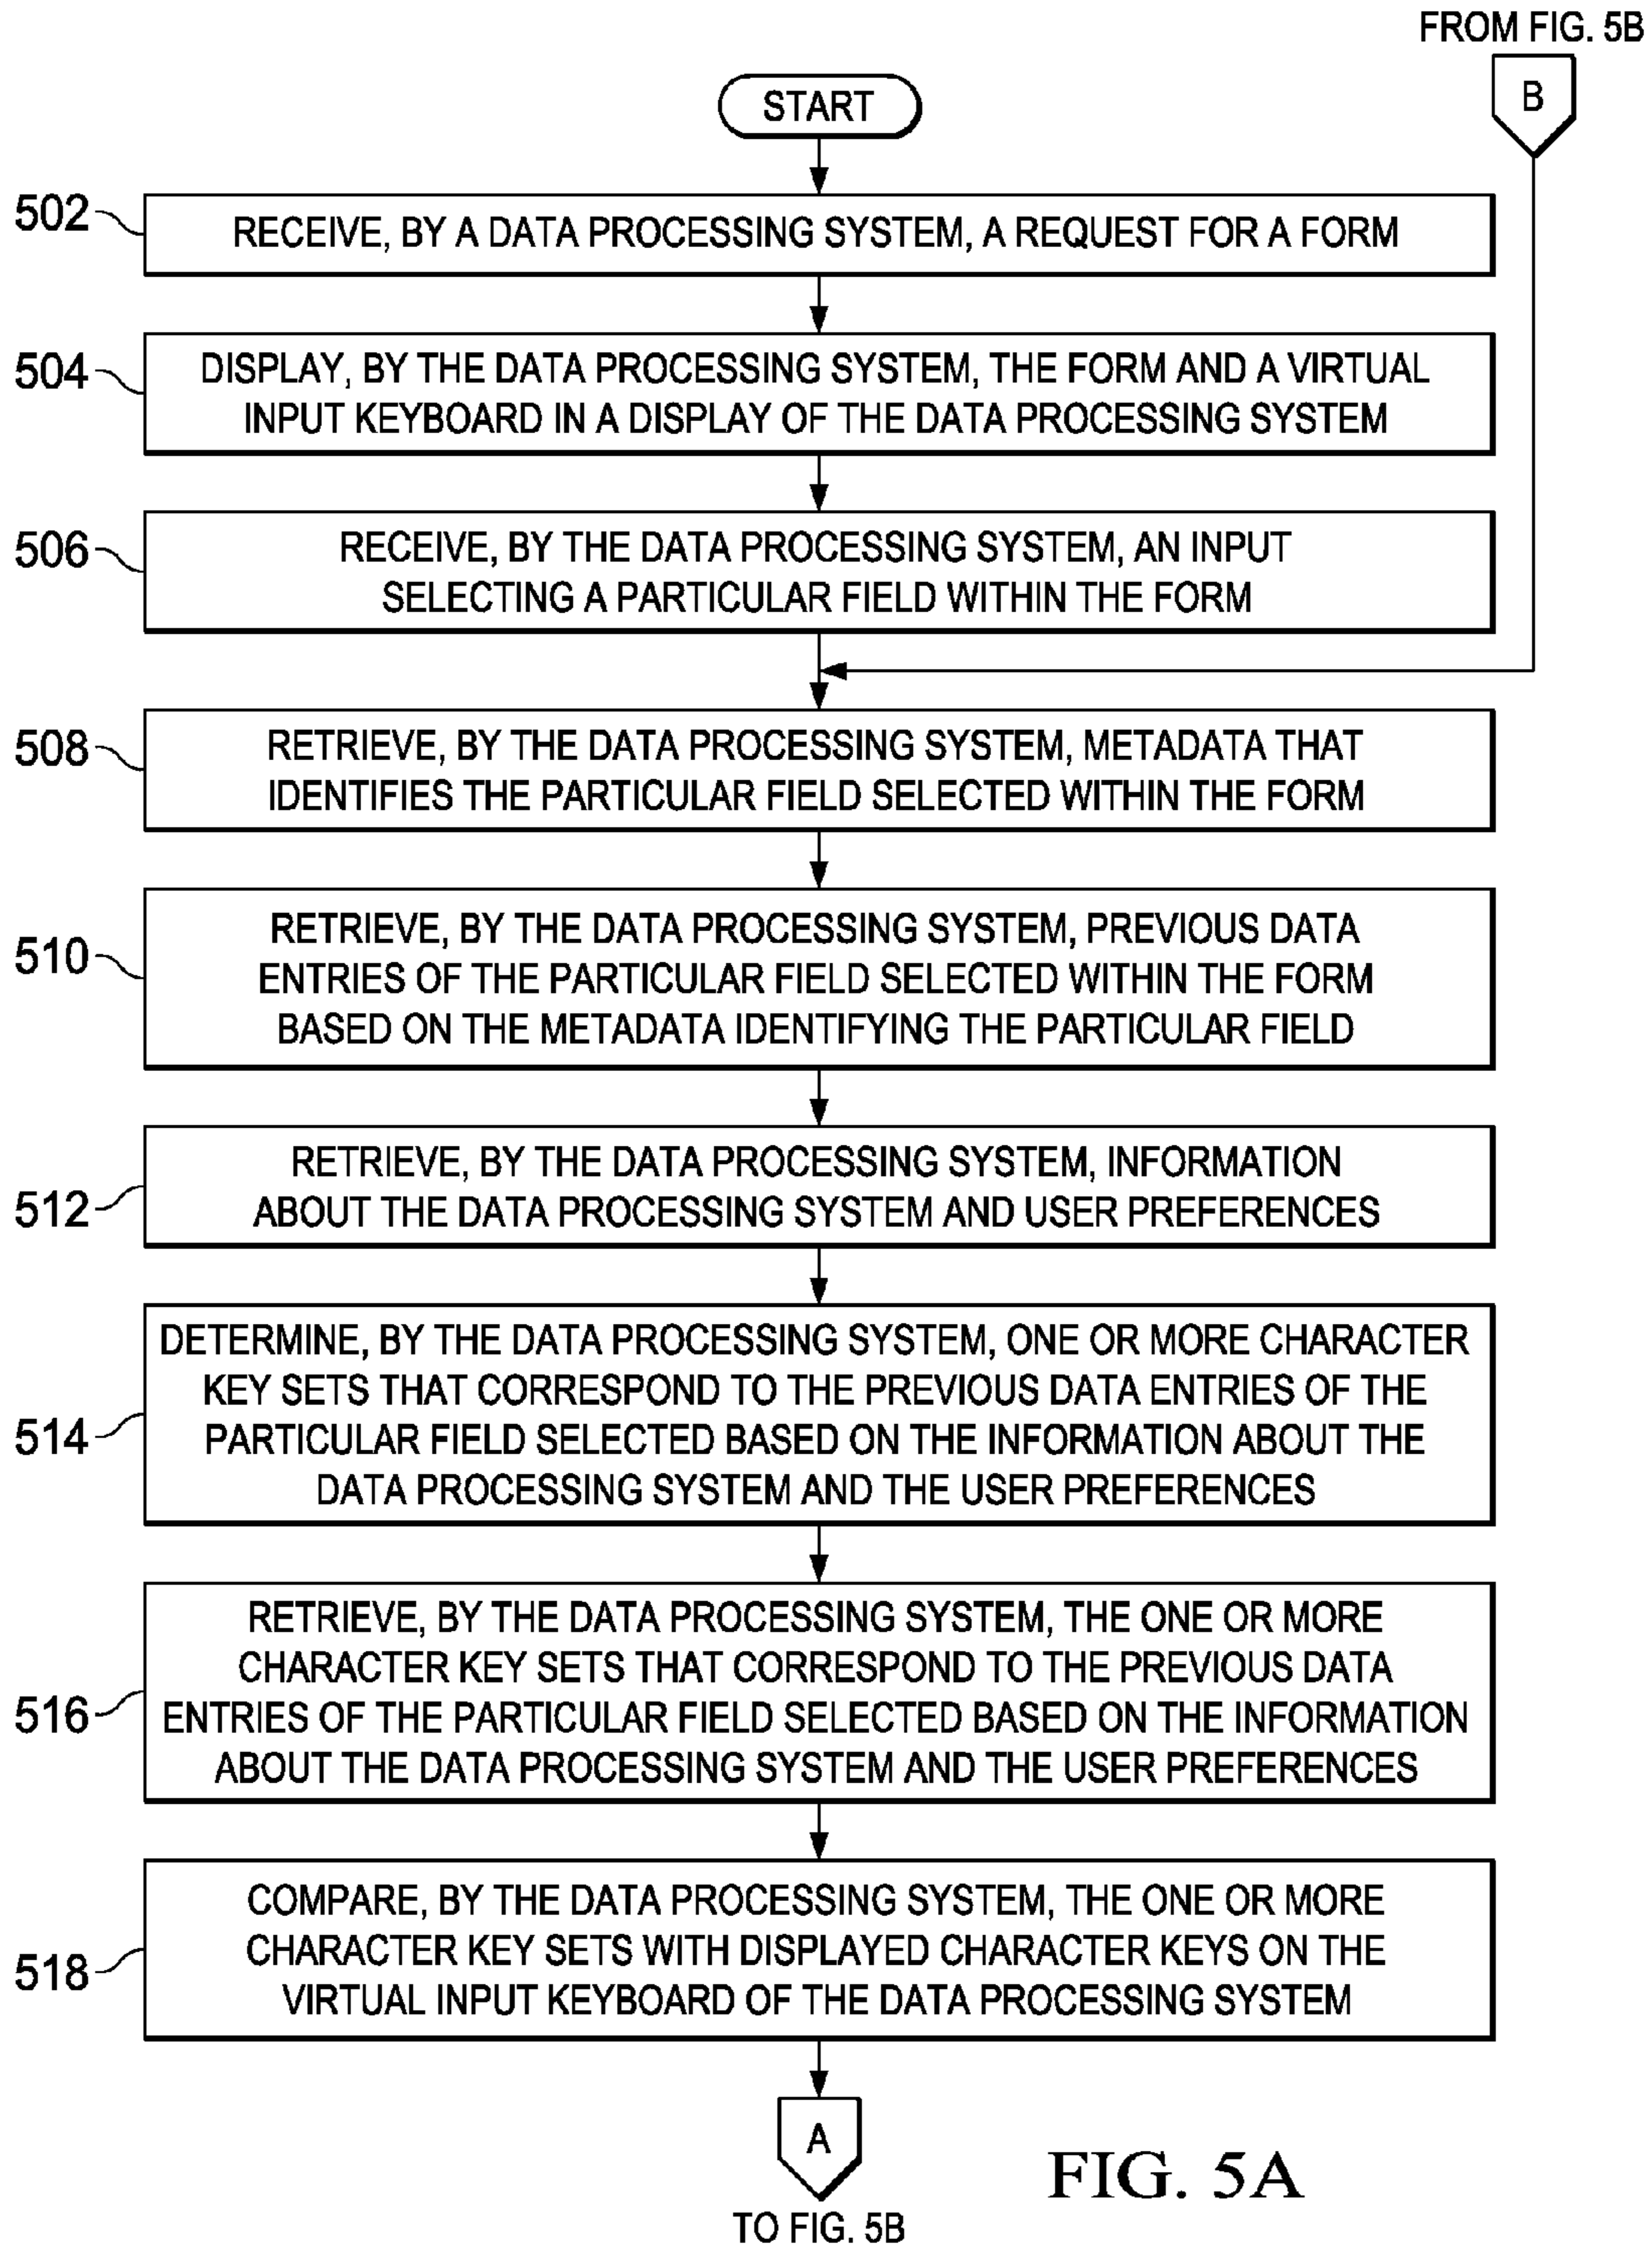 FROM FIG. 5B
B
START
502
RECEIVE, BY A DATA PROCESSING SYSTEM, A REQUEST FOR A FORM
504
DISPLAY, BY THE DATA PROCESSING SYSTEM, THE FORM AND A VIRTUAL
INPUT KEYBOARD IN A DISPLAY OF THE DATA PROCESSING SYSTEM
506
RECEIVE, BY THE DATA PROCESSING SYSTEM, AN INPUT
SELECTING A PARTICULAR FIELD WITHIN THE FORM
508
RETRIEVE, BY THE DATA PROCESSING SYSTEM, METADATA THAT
IDENTIFIES THE PARTICULAR FIELD SELECTED WITHIN THE FORM
510
RETRIEVE, BY THE DATA PROCESSING SYSTEM, PREVIOUS DATA
ENTRIES OF THE PARTICULAR FIELD SELECTED WITHIN THE FORM
BASED ON THE METADATA IDENTIFYING THE PARTICULAR FIELD
512
RETRIEVE, BY THE DATA PROCESSING SYSTEM, INFORMATION
ABOUT THE DATA PROCESSING SYSTEM AND USER PREFERENCES
514
DETERMINE, BY THE DATA PROCESSING SYSTEM, ONE OR MORE CHARACTER
KEY SETS THAT CORRESPOND TO THE PREVIOUS DATA ENTRIES OF THE
PARTICULAR FIELD SELECTED BASED ON THE INFORMATION ABOUT THE
DATA PROCESSING SYSTEM AND THE USER PREFERENCES
516
RETRIEVE, BY THE DATA PROCESSING SYSTEM, THE ONE OR MORE
CHARACTER KEY SETS THAT CORRESPOND TO THE PREVIOUS DATA
ENTRIES OF THE PARTICULAR FIELD SELECTED BASED ON THE INFORMATION
ABOUT THE DATA PROCESSING SYSTEM AND THE USER PREFERENCES
518
COMPARE, BY THE DATA PROCESSING SYSTEM, THE ONE OR MORE
CHARACTER KEY SETS WITH DISPLAYED CHARACTER KEYS ON THE
VIRTUAL INPUT KEYBOARD OF THE DATA PROCESSING SYSTEM
A
TO FIG. 5B
FIG. 5A